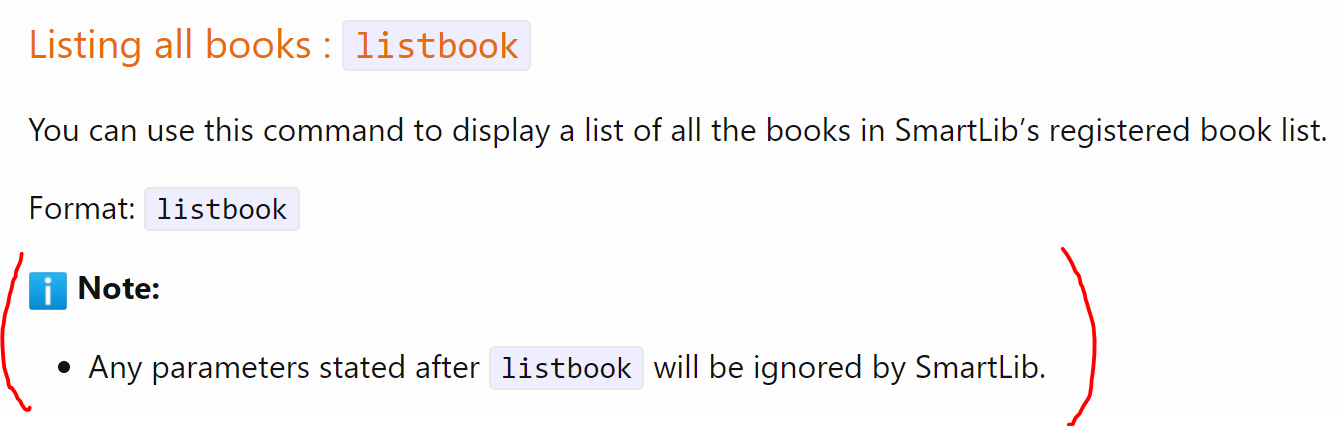 Listing all books : listbook
You can use this command to display a list of all the books in SmartLib’s registered book list.
Format: listbook
ℹ️ Note:
• Any parameters stated after listbook will be ignored by SmartLib.